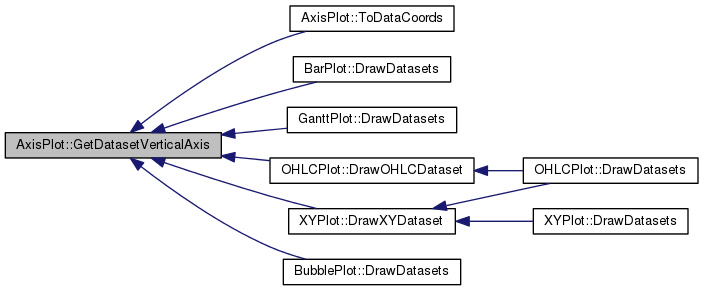 AxisPlot::ToDataCoords
BarPlot::DrawDatasets
GanttPlot::DrawDatasets
AxisPlot::GetDatasetVerticalAxis
OHLCPlot::DrawOHLCDataset
OHLCPlot::DrawDatasets
XYPlot::DrawXYDataset
XYPlot::DrawDatasets
BubblePlot::DrawDatasets